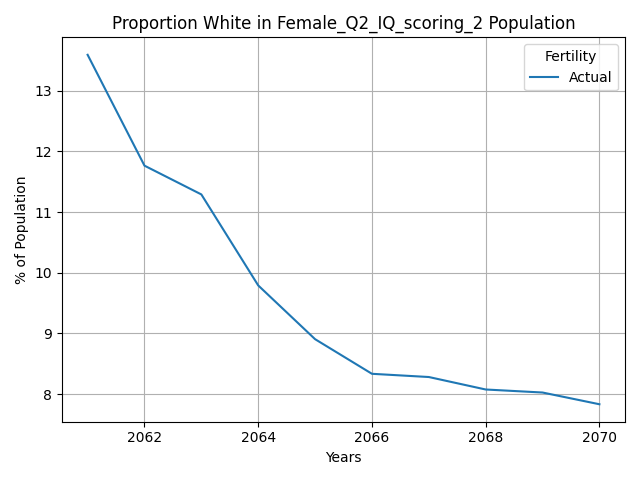 Proportion White in Female_Q2_IQ_scoring_2 Population
Fertility
Actual
% of Population
13
12
11
10
9
8
2062 2064 2066 2068 2070
Years